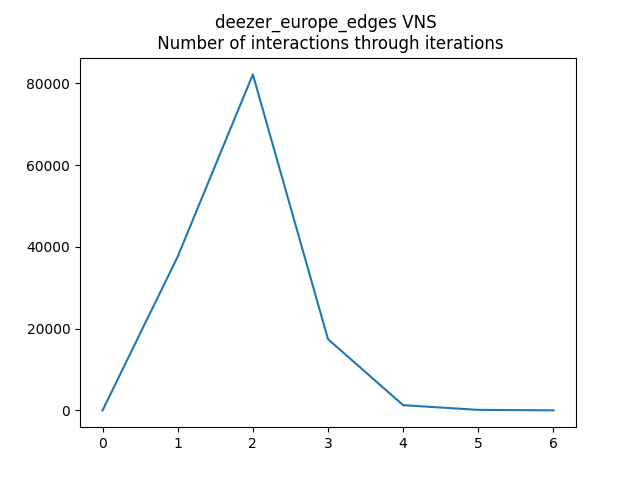 deezer_europe_edges VNS
Number of interactions through iterations
80000
60000
40000
20000
0
0 1 2 3 4 5 6